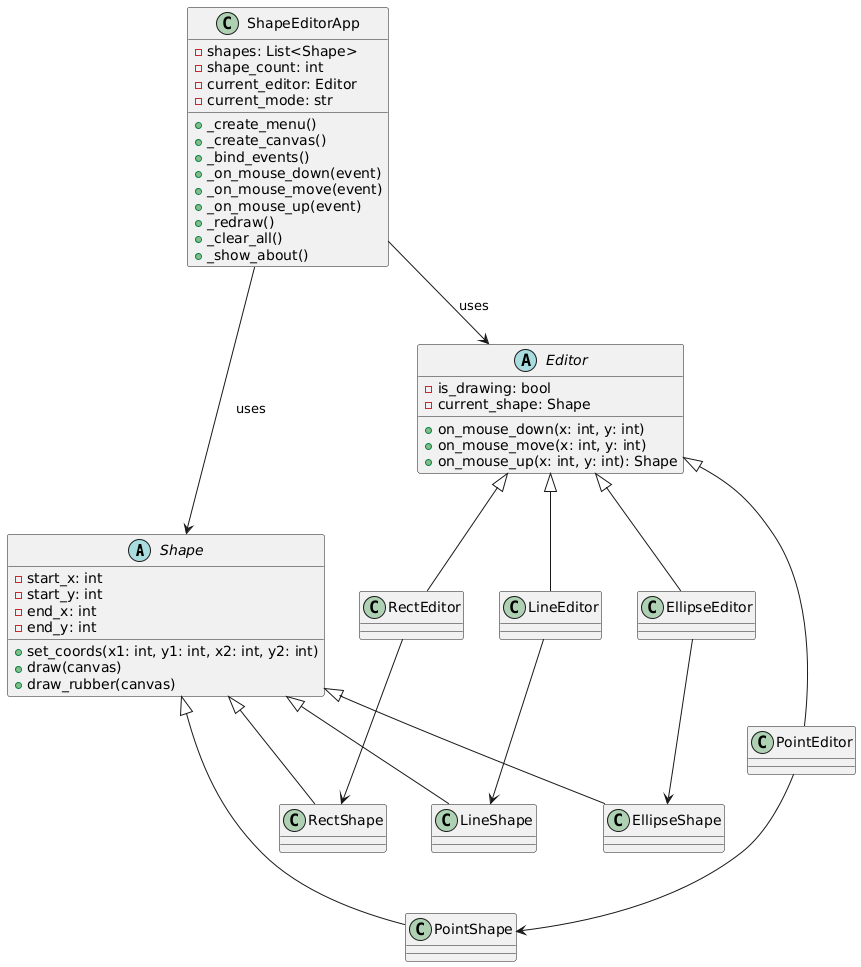 C ShapeEditorApp
shapes: List<Shape>
shape_count: int
current_editor: Editor
current_mode: str
_create_menu()
_create_canvas()
_bind_events()
_on_mouse_down(event)
_on_mouse_move(event)
_on_mouse_up(event)
_redraw()
_clear_all()
_show_about()
uses
A Editor
is_drawing: bool
current_shape: Shape
on_mouse_down(x: int, y: int)
on_mouse_move(x: int, y: int)
on_mouse_up(x: int, y: int): Shape
uses
A Shape
start_x: int
start_y: int
end_x: int
end_y: int
set_coords(x1: int, y1: int, x2: int, y2: int)
draw(canvas)
draw_rubber(canvas)
C RectEditor
C LineEditor
C EllipseEditor
C PointEditor
C RectShape
C LineShape
C EllipseShape
C PointShape